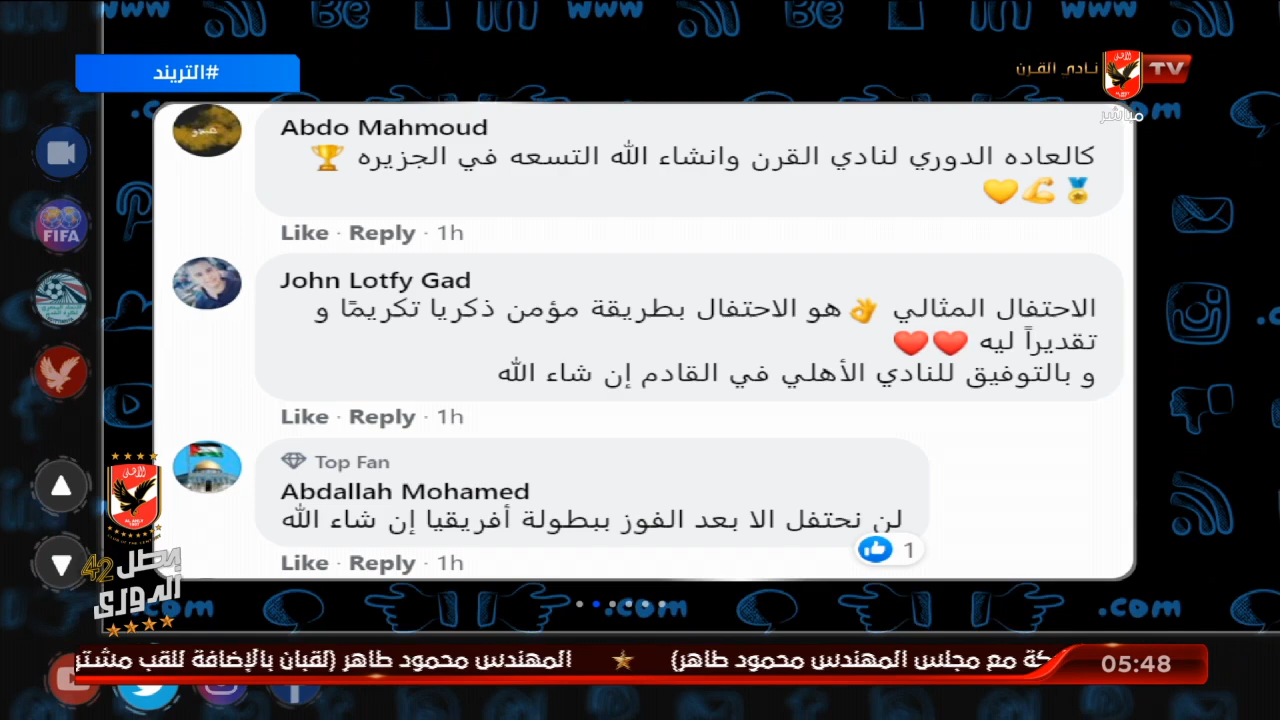 #التريند
نادي القرن
TV
مباشر
Abdo Mahmoud
كالعاده الدوري لنادي القرن وانشاء الله التسعه في الجزيره 🏆
🏅💪💛
Like · Reply · 1h
John Lotfy Gad
الاحتفال المثالي 👌 هو الاحتفال بطريقة مؤمن ذكريا تكريمًا و
تقديراً ليه ❤️❤️
و بالتوفيق للنادي الأهلي في القادم إن شاء الله
Like · Reply · 1h
Top Fan
Abdallah Mohamed
لن نحتفل الا بعد الفوز ببطولة أفريقيا إن شاء الله
1
Like · Reply · 1h
FIFA
بطل 42
الدوري
كة مع مجلس المهندس محمود طاهر) ★ المهندس محمود طاهر (لقبان بالإضافة للقب مشتر
05:48